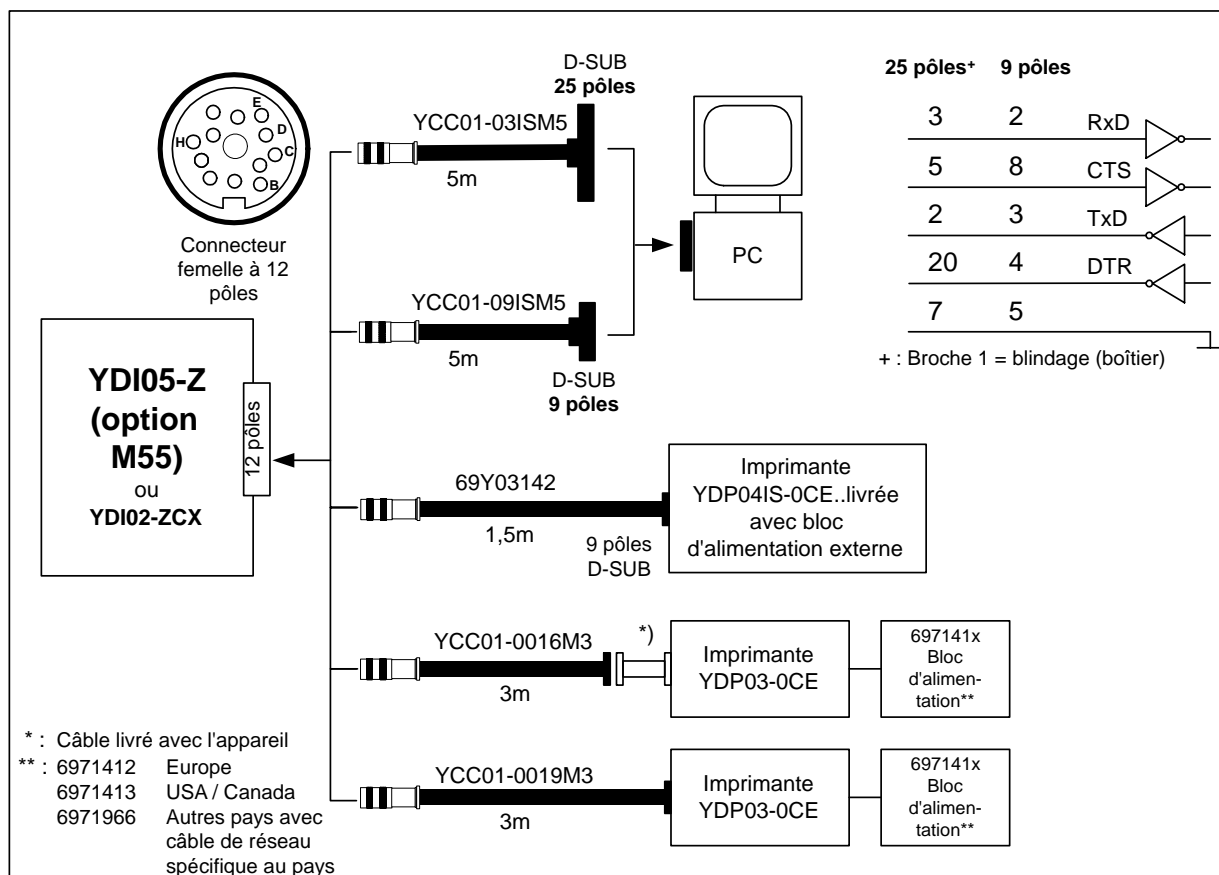 E
D
H
C
B
Connecteur
femelle à 12
pôles
D-SUB
25 pôles
YCC01-03ISM5
5m
YCC01-09ISM5
5m
D-SUB
9 pôles
PC
25 pôles+ 9 pôles
3 2 RxD
5 8 CTS
2 3 TxD
20 4 DTR
7 5
+ : Broche 1 = blindage (boîtier)
YDI05-Z
(option
M55)
ou
YDI02-ZCX
12 pôles
69Y03142
1,5m
9 pôles
D-SUB
Imprimante
YDP04IS-0CE..livrée
avec bloc
d'alimentation externe
YCC01-0016M3
3m
*)
Imprimante
YDP03-0CE
697141x
Bloc
d'alimen-
tation**
YCC01-0019M3
3m
Imprimante
YDP03-0CE
697141x
Bloc
d'alimen-
tation**
* : Câble livré avec l'appareil
** : 6971412 Europe
6971413 USA / Canada
6971966 Autres pays avec
câble de réseau
spécifique au pays